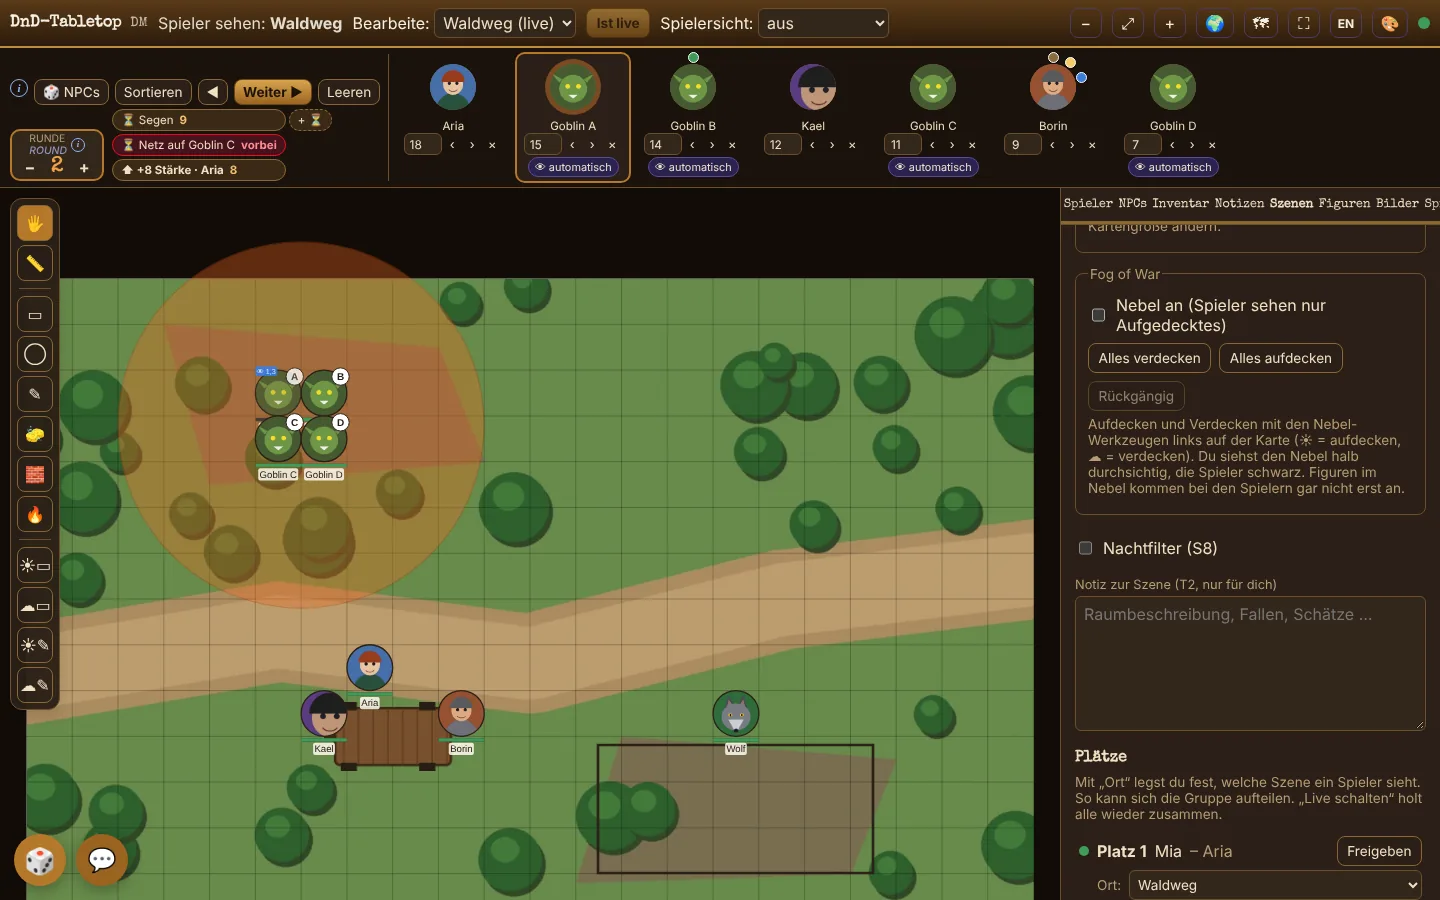 DnD-Tabletop DM Spieler sehen: Waldweg Bearbeite: Waldweg (live) Ist live Spielersicht: aus
EN
NPCs Sortieren Weiter Leeren
RUNDE
ROUND
2
Segen 9
Netz auf Goblin C vorbei
+8 Stärke · Aria 8
Aria
18
Goblin A
15
automatisch
Goblin B
14
automatisch
Kael
12
Goblin C
11
automatisch
Borin
9
Goblin D
7
automatisch
Spieler NPCs Inventar Notizen Szenen Figuren Bilder Sp
Kartengröße ändern.
Fog of War
Nebel an (Spieler sehen nur
Aufgedecktes)
Alles verdecken Alles aufdecken
Rückgängig
Aufdecken und Verdecken mit den Nebel-
Werkzeugen links auf der Karte (☀ = aufdecken,
☁ = verdecken). Du siehst den Nebel halb
durchsichtig, die Spieler schwarz. Figuren im
Nebel kommen bei den Spielern gar nicht erst an.
Nachtfilter (S8)
Notiz zur Szene (T2, nur für dich)
Raumbeschreibung, Fallen, Schätze ...
Plätze
Mit „Ort“ legst du fest, welche Szene ein Spieler sieht.
So kann sich die Gruppe aufteilen. „Live schalten“ holt
alle wieder zusammen.
Platz 1 Mia – Aria Freigeben
Ort: Waldweg
1,3
A B
C D
Goblin C Goblin D
Aria
Kael Borin
Wolf